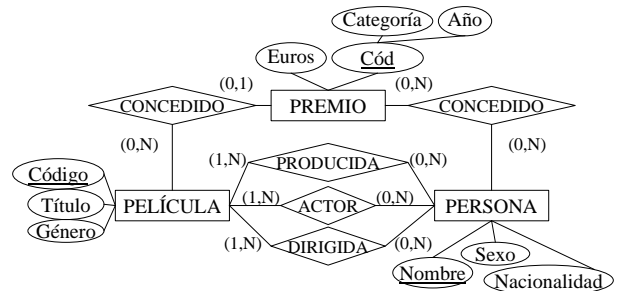 Categoría Año
Euros Cód
(0,1) (0,N)
CONCEDIDO PREMIO CONCEDIDO
(0,N) (0,N)
(1,N) PRODUCIDA (0,N)
Código
Título PELÍCULA (1,N) ACTOR (0,N) PERSONA
Género
(1,N) DIRIGIDA (0,N)
Sexo
Nombre Nacionalidad